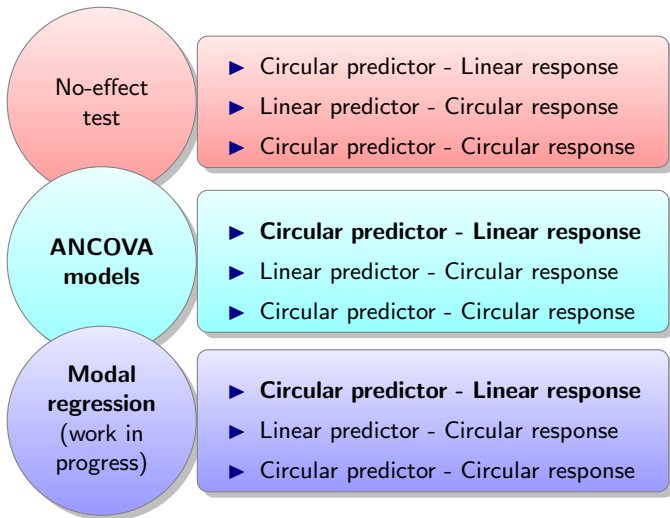 No-effect
test
▶ Circular predictor - Linear response
▶ Linear predictor - Circular response
▶ Circular predictor - Circular response
ANCOVA
models
▶ Circular predictor - Linear response
▶ Linear predictor - Circular response
▶ Circular predictor - Circular response
Modal
regression
(work in
progress)
▶ Circular predictor - Linear response
▶ Linear predictor - Circular response
▶ Circular predictor - Circular response